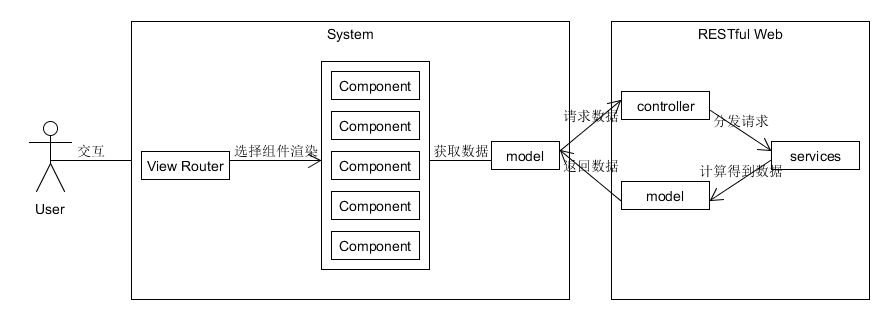 System
RESTful Web
Component
Component
Component
Component
Component
controller
请求数据
分发请求
交互
View Router
选择组件渲染
获取数据
model
返回数据
services
计算得到数据
model
User